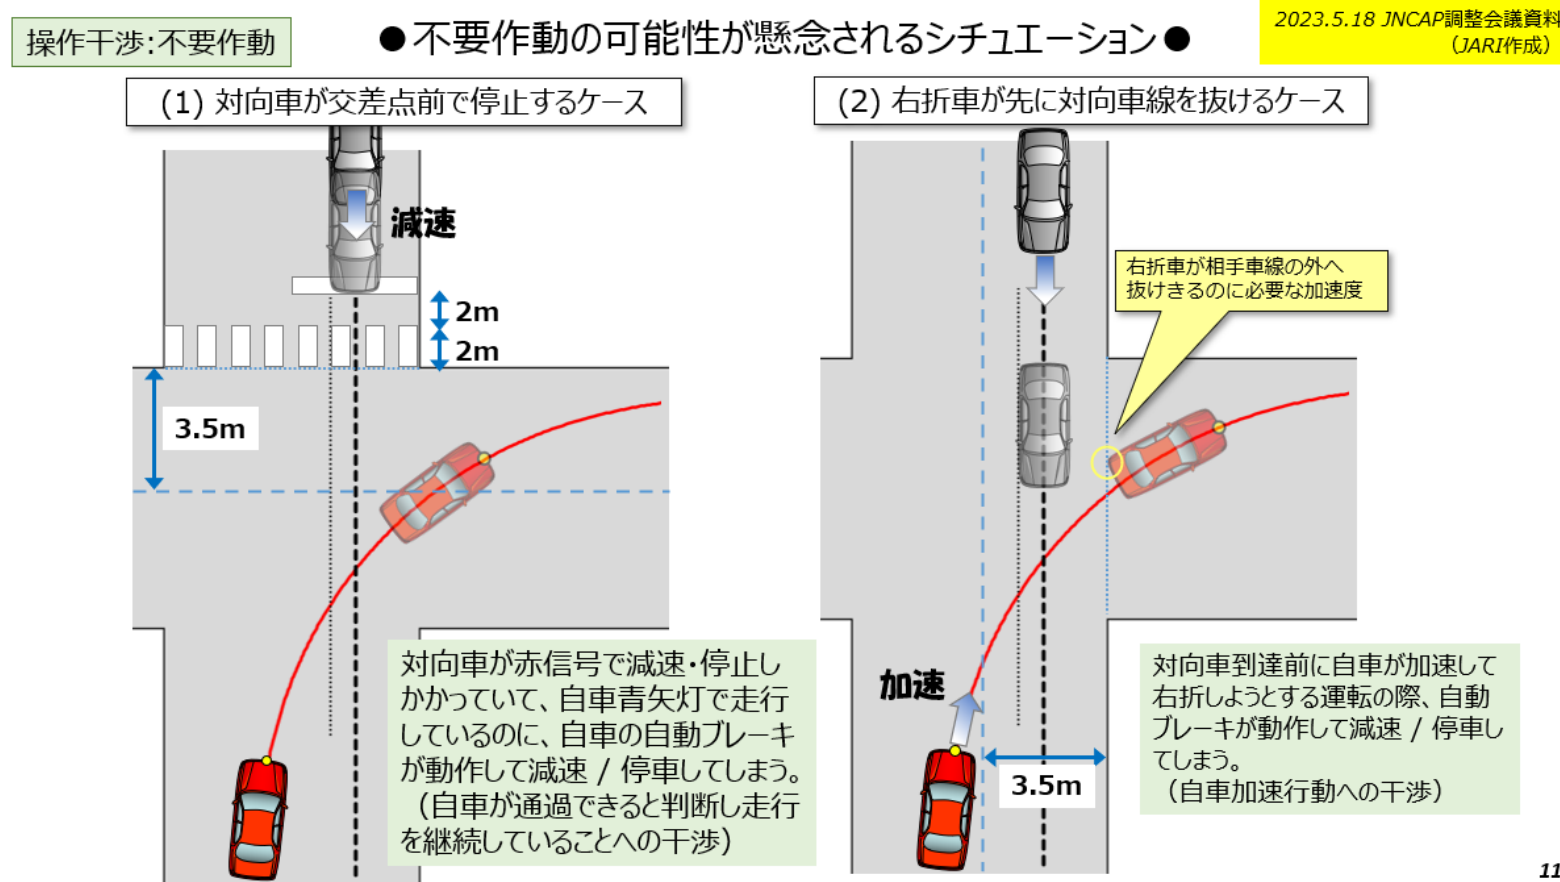 操作干渉:不要作動
●不要作動の可能性が懸念されるシチュエーション●
2023.5.18 JNCAP調整会議資料
（JARI作成）
(1) 対向車が交差点前で停止するケース
減速
2m
2m
3.5m
対向車が赤信号で減速・停止し
かかっていて、自車青矢灯で走行
しているのに、自車の自動ブレーキ
が動作して減速 / 停車してしまう。
（自車が通過できると判断し走行
を継続していることへの干渉）
(2) 右折車が先に対向車線を抜けるケース
右折車が相手車線の外へ
抜けきるのに必要な加速度
加速
3.5m
対向車到達前に自車が加速して
右折しようとする運転の際、自動
ブレーキが動作して減速 / 停車し
てしまう。
（自車加速行動への干渉）
11